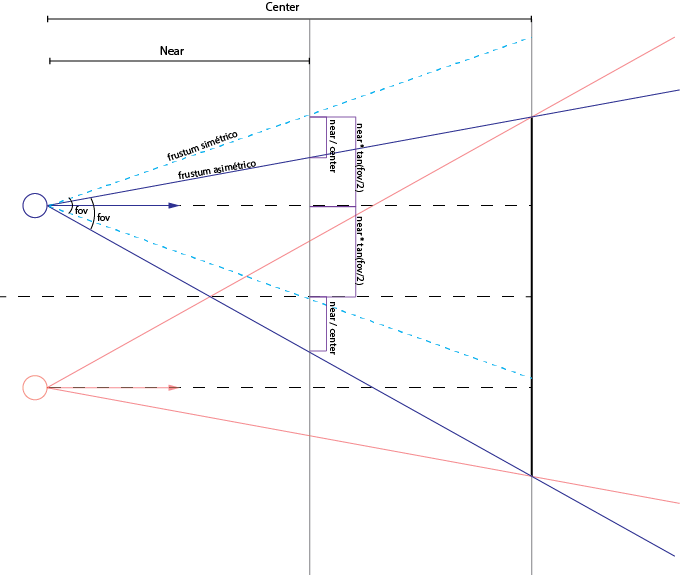 Center
Near
frustum simétrico
frustum asimétrico
near / center
near * tan(fov/2)
fov
fov
near * tan(fov/2)
near / center